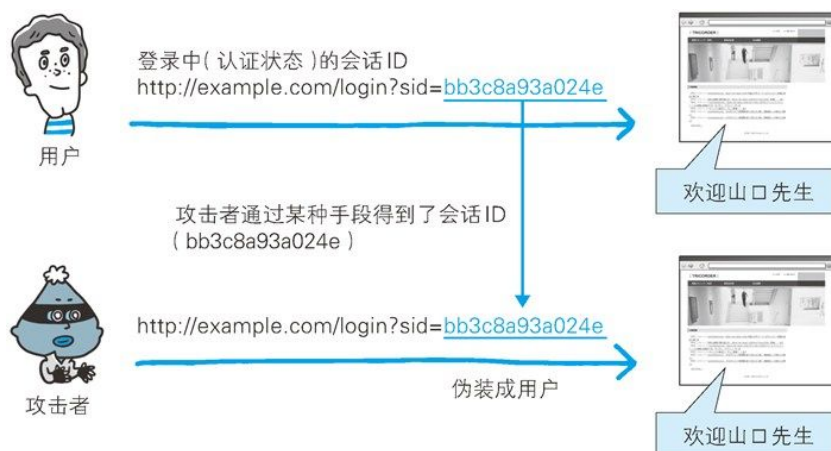 登录中( 认证状态 )的会话ID
http://example.com/login?sid=bb3c8a93a024e
用户
欢迎山口先生
攻击者通过某种手段得到了会话ID
( bb3c8a93a024e )
http://example.com/login?sid=bb3c8a93a024e
伪装成用户
攻击者
欢迎山口先生